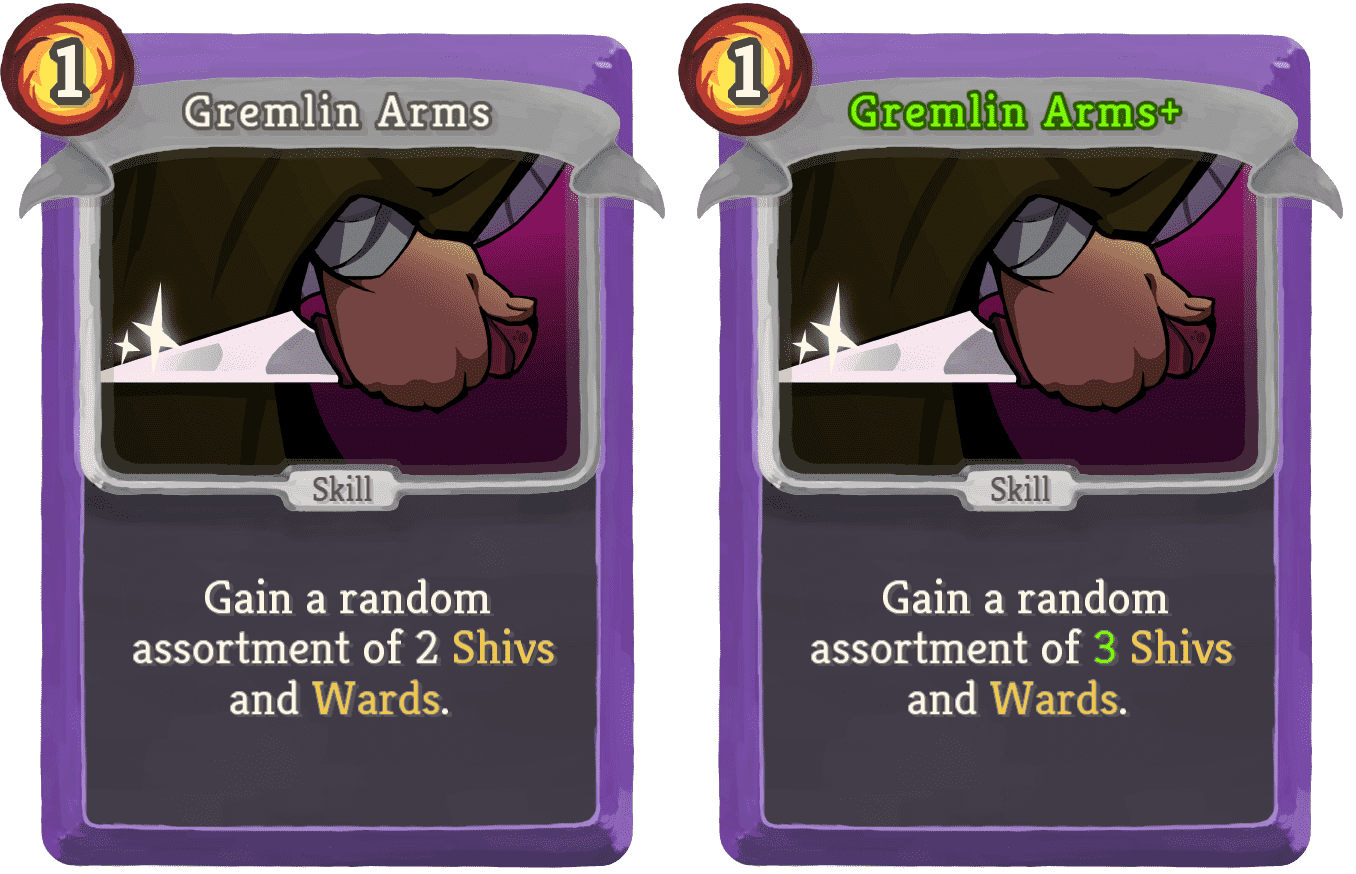 1
Gremlin Arms
Skill
Gain a random
assortment of 2 Shivs
and Wards.
1
Gremlin Arms+
Skill
Gain a random
assortment of 3 Shivs
and Wards.